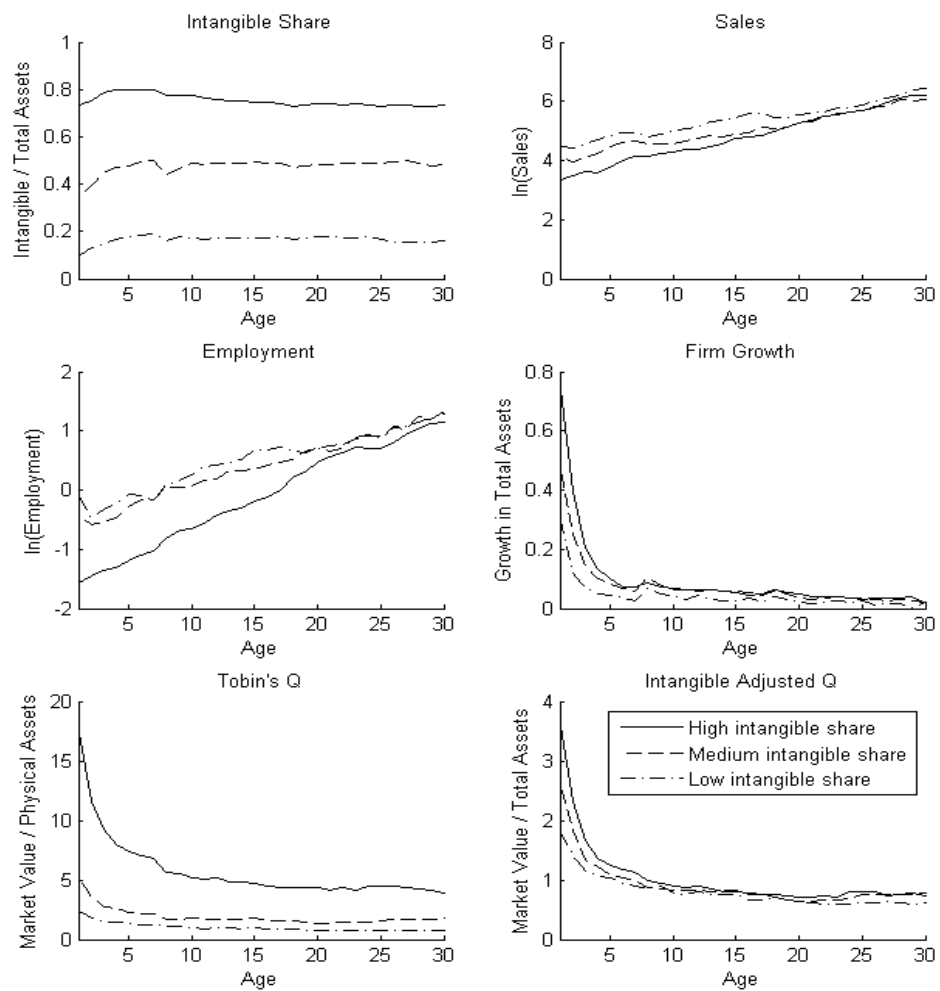 Intangible Share
Intangible / Total Assets
1
0.8
0.6
0.4
0.2
0
5 10 15 20 25 30
Age
Sales
ln(Sales)
8
6
4
2
0
5 10 15 20 25 30
Age
Employment
ln(Employment)
2
1
0
-1
-2
5 10 15 20 25 30
Age
Firm Growth
Growth in Total Assets
0.8
0.6
0.4
0.2
0
5 10 15 20 25 30
Age
Tobin's Q
Market Value / Physical Assets
20
15
10
5
0
5 10 15 20 25 30
Age
Intangible Adjusted Q
Market Value / Total Assets
4
3
2
1
0
High intangible share
Medium intangible share
Low intangible share
5 10 15 20 25 30
Age